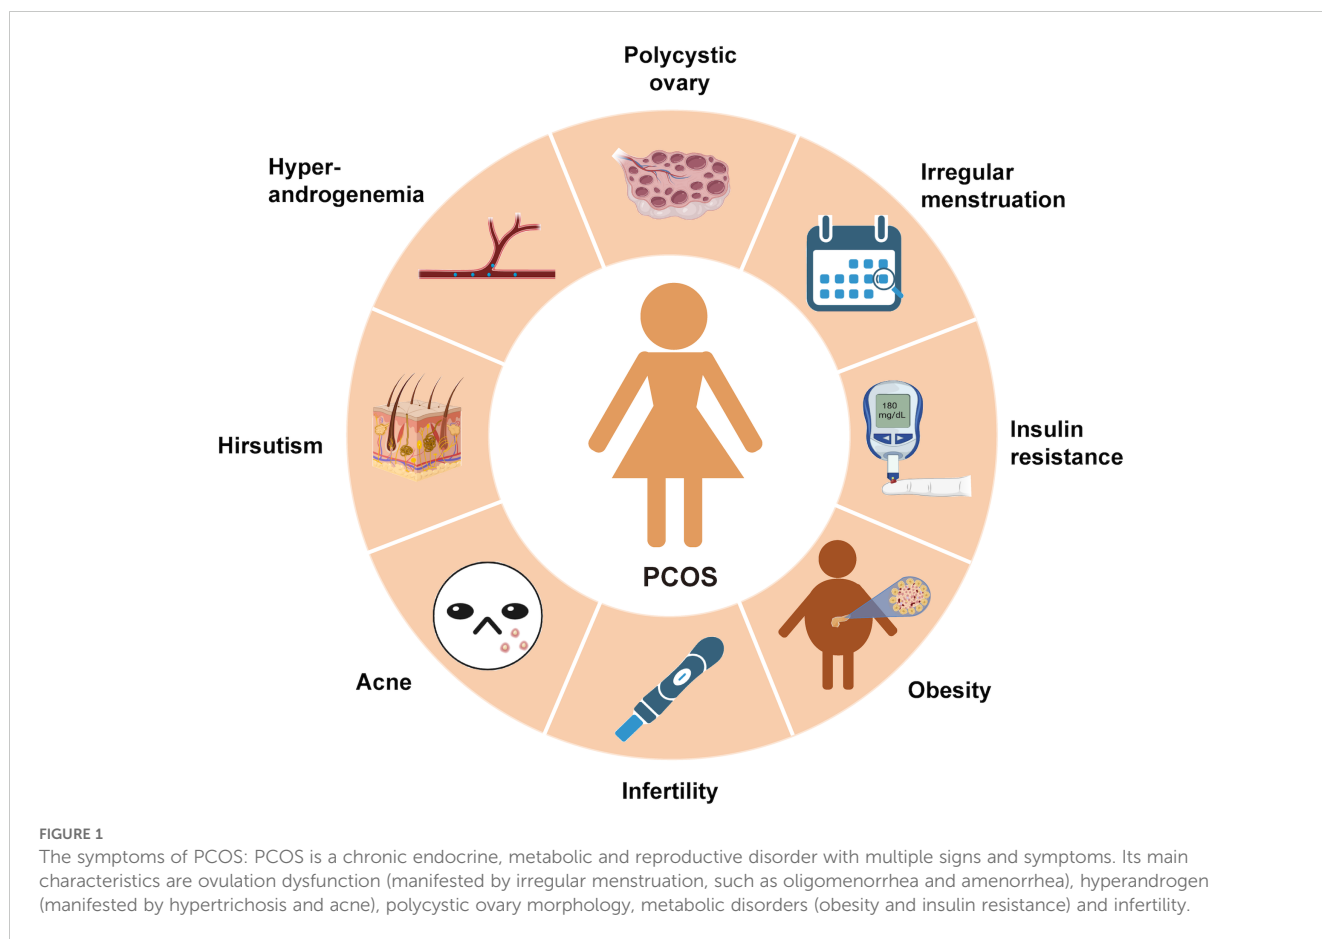 Polycystic
ovary
Hyper-
androgenemia
Irregular
menstruation
180
mg/dL
Hirsutism
Insulin
resistance
PCOS
Acne
Obesity
Infertility
FIGURE 1
The symptoms of PCOS: PCOS is a chronic endocrine, metabolic and reproductive disorder with multiple signs and symptoms. Its main
characteristics are ovulation dysfunction (manifested by irregular menstruation, such as oligomenorrhea and amenorrhea), hyperandrogen
(manifested by hypertrichosis and acne), polycystic ovary morphology, metabolic disorders (obesity and insulin resistance) and infertility.